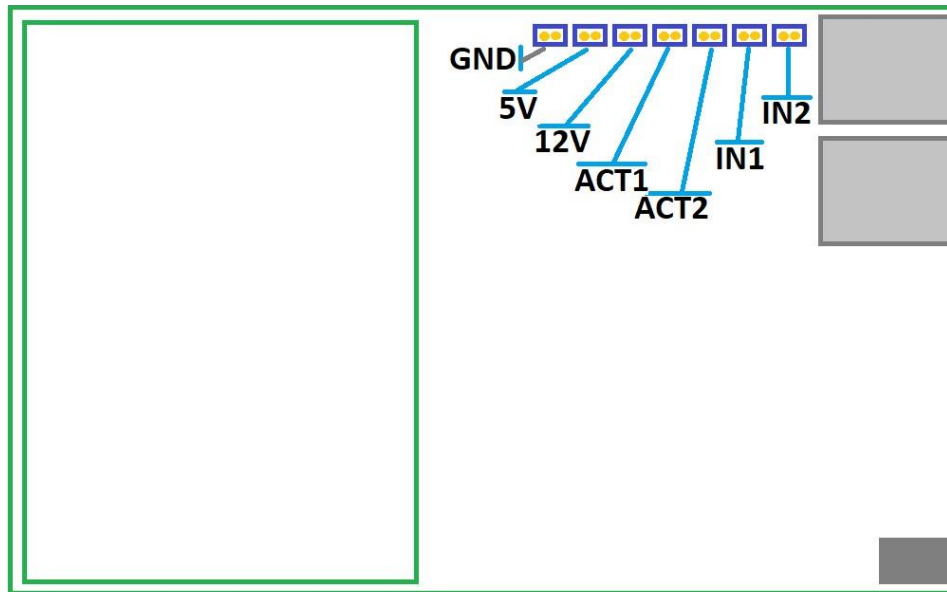 GND
5V
12V
ACT1
ACT2
IN1
IN2